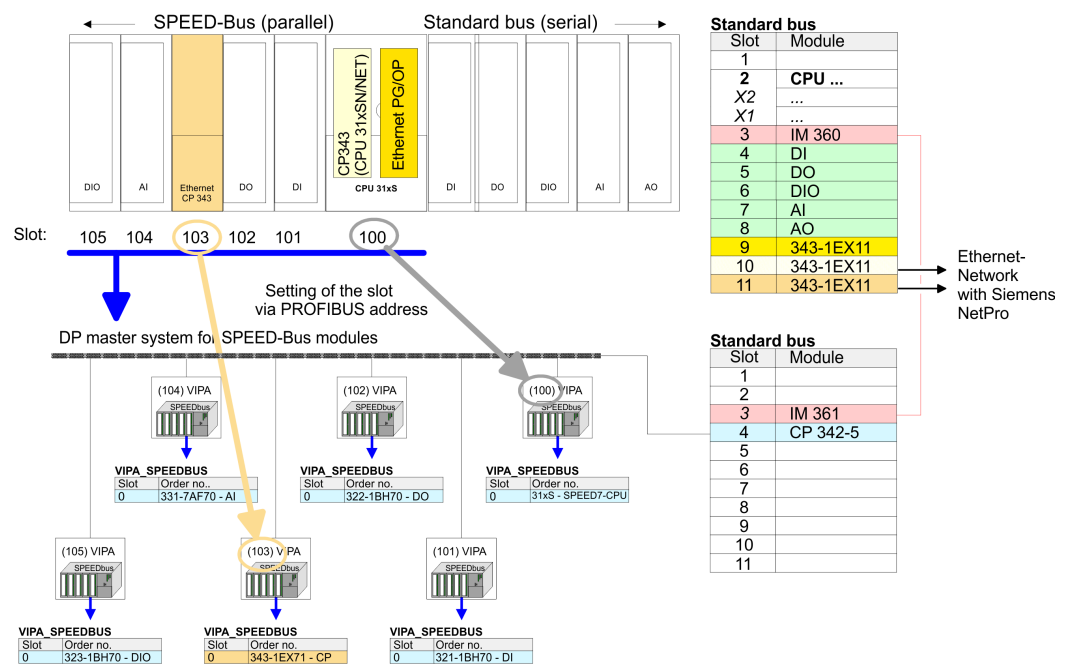 SPEED-Bus (parallel)
Standard bus (serial)
DIO
AI
Ethernet
CP 343
DO
DI
CP343
(CPU 31xSN/NET)
Ethernet PG/OP
CPU 31xS
DI
DO
DIO
AI
AO
Slot:
105
104
103
102
101
100
Setting of the slot
via PROFIBUS address
DP master system for SPEED-Bus modules
(104) VIPA
SPEEDbus
VIPA_SPEEDBUS
Slot Order no..
0 331-7AF70 - AI
(102) VIPA
SPEEDbus
VIPA_SPEEDBUS
Slot Order no.
0 322-1BH70 - DO
(100) VIPA
SPEEDbus
VIPA_SPEEDBUS
Slot Order no.
0 31xS - SPEED7-CPU
(105) VIPA
SPEEDbus
VIPA_SPEEDBUS
Slot Order no.
0 323-1BH70 - DIO
(103) VIPA
SPEEDbus
VIPA_SPEEDBUS
Slot Order no.
0 343-1EX71 - CP
(101) VIPA
SPEEDbus
VIPA_SPEEDBUS
Slot Order no.
0 321-1BH70 - DI
Standard bus
Slot Module
1
2 CPU ...
X2 ...
X1 ...
3 IM 360
4 DI
5 DO
6 DIO
7 AI
8 AO
9 343-1EX11
10 343-1EX11
11 343-1EX11
Ethernet-
Network
with Siemens
NetPro
Standard bus
Slot Module
1
2
3 IM 361
4 CP 342-5
5
6
7
8
9
10
11